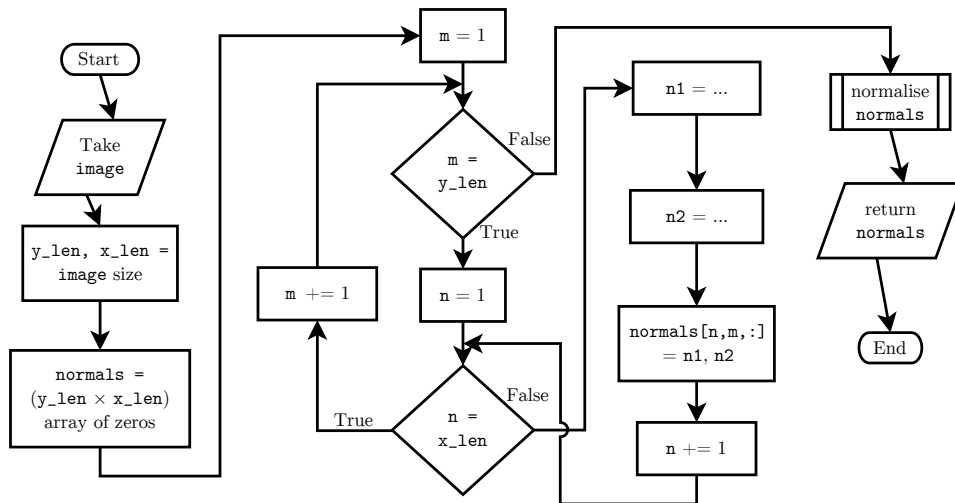 Start
Take
image
y_len, x_len =
image size
normals =
(y_len × x_len)
array of zeros
m = 1
m =
y_len
False
True
m += 1
n = 1
n =
x_len
True
False
n1 = ...
n2 = ...
normals[n,m,:]
= n1, n2
n += 1
normalise
normals
return
normals
End